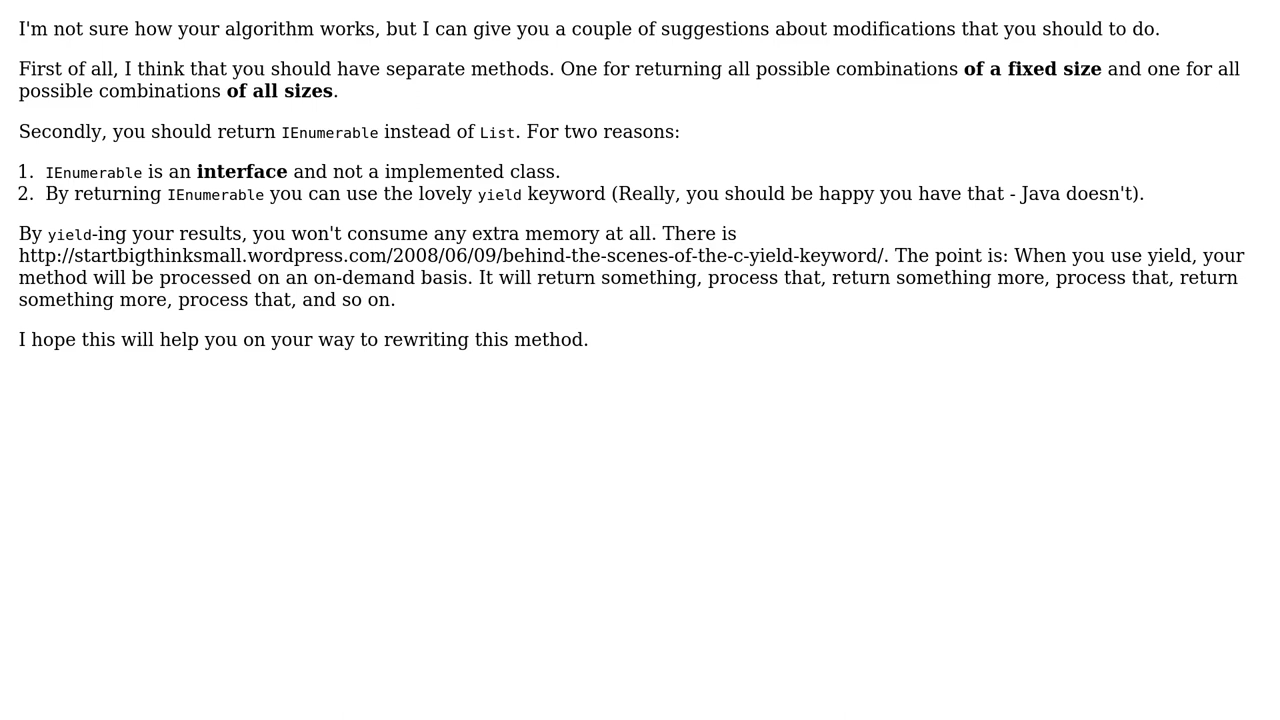 I'm not sure how your algorithm works, but I can give you a couple of suggestions about modifications that you should to do.
First of all, I think that you should have separate methods. One for returning all possible combinations of a fixed size and one for all
possible combinations of all sizes.
Secondly, you should return IEnumerable instead of List. For two reasons:
1. IEnumerable is an interface and not a implemented class.
2. By returning IEnumerable you can use the lovely yield keyword (Really, you should be happy you have that - Java doesn't).
By yield-ing your results, you won't consume any extra memory at all. There is
http://startbigthinksmall.wordpress.com/2008/06/09/behind-the-scenes-of-the-c-yield-keyword/. The point is: When you use yield, your
method will be processed on an on-demand basis. It will return something, process that, return something more, process that, return
something more, process that, and so on.
I hope this will help you on your way to rewriting this method.